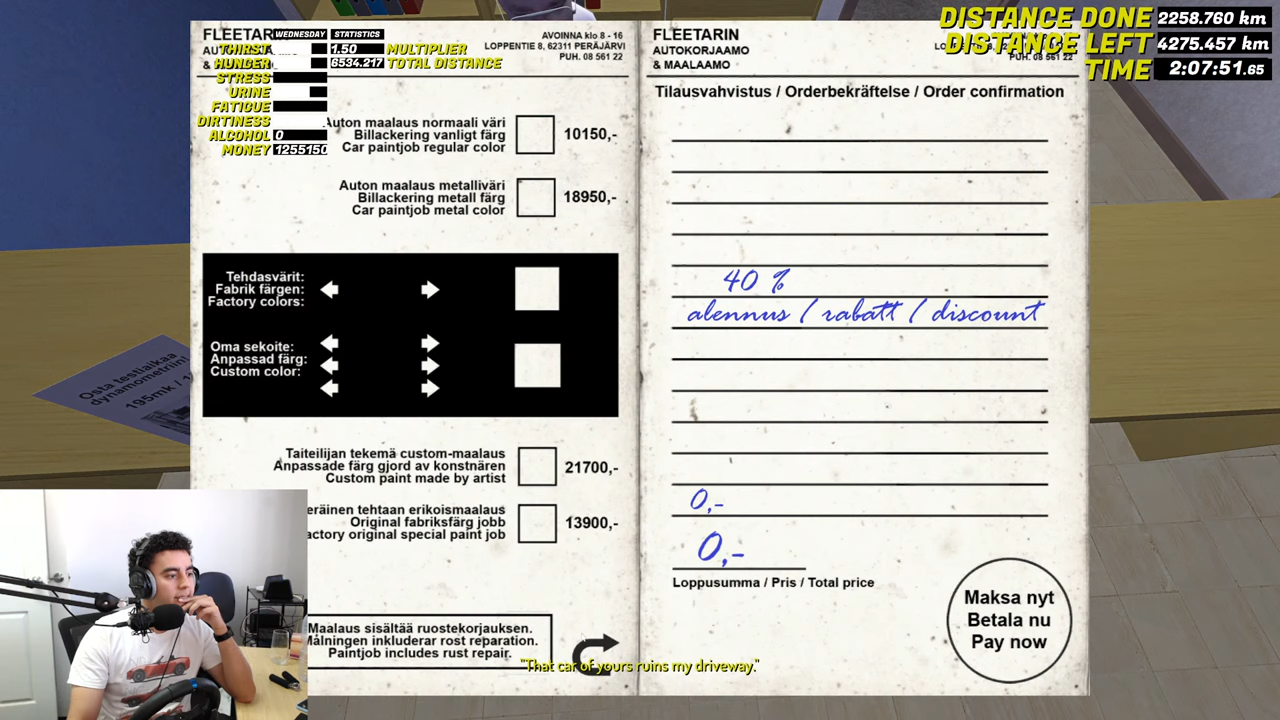 DISTANCE DONE 2258.760 km
DISTANCE LEFT 4275.457 km
TIME 2:07:51.65
WEDNESDAY STATISTICS
THIRST 1.50 MULTIPLIER
HUNGER 6534.217 TOTAL DISTANCE
STRESS
URINE
FATIGUE
DIRTINESS
ALCOHOL 0
MONEY 1255150
AVOINNA klo 8 - 16
LOPPENTIE 8, 62311 PERÄJÄRVI
PUH. 08 561 22
Auton maalaus normaali väri
Billackering vanligt färg
Car paintjob regular color
10150,-
Auton maalaus metalliväri
Billackering metall färg
Car paintjob metal color
18950,-
Tehdasvärit:
Fabrik färgen:
Factory colors:
Oma sekoite:
Anpassad färg:
Custom color:
Taiteilijan tekemä custom-maalaus
Anpassade färg gjord av konstnären
Custom paint made by artist
21700,-
Original fabriksfärg jobb
original special paint job
13900,-
Maalaus sisältää ruostekorjauksen.
Målningen inkluderar rost reparation.
Paintjob includes rust repair.
FLEETARIN
AUTOKORJAAMO
& MAALAAMO
PUH. 08 561 22
Tilausvahvistus / Orderbekräftelse / Order confirmation
40 %
alennus / rabatt / discount
0,-
0,-
Loppusumma / Pris / Total price
Maksa nyt
Betala nu
Pay now
Osta testiaikaa
dynamometriin!
195mk /
"That car of yours ruins my driveway."